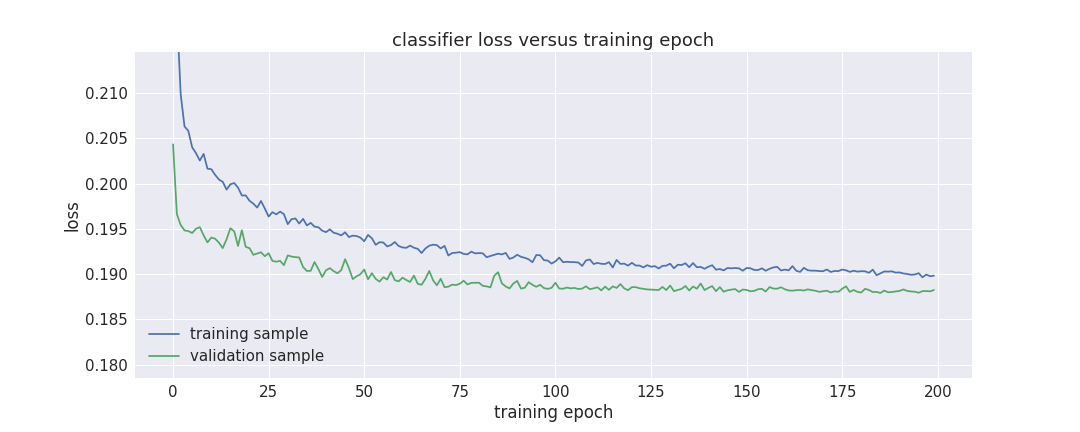 classifier loss versus training epoch
0.210
0.205
0.200
0.195
0.190
0.185
0.180
loss
training sample
validation sample
0 25 50 75 100 125 150 175 200
training epoch